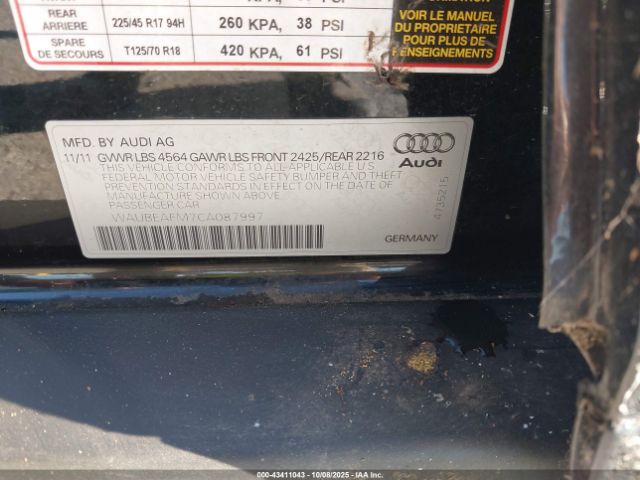 REAR
ARRIERE 225/45 R17 94H 260 KPA, 38 PSI
SPARE
DE SECOURS T125/70 R18 420 KPA, 61 PSI
VOIR LE MANUEL
DU PROPRIETAIRE
POUR PLUS DE
RENSEIGNEMENTS
MFD. BY AUDI AG
11/11 GVWR LBS 4564 GAWR LBS FRONT 2425/REAR 2216
THIS VEHICLE CONFORMS TO ALL APPLICABLE U.S
FEDERAL MOTOR VEHICLE SAFETY BUMPER AND THEFT
PREVENTION STANDARDS IN EFFECT ON THE DATE OF
MANUFACTURE SHOWN ABOVE.
PASSENGER CAR
WAUBEAFM7CA087997
Audi
4735215
GERMANY
000-43411043 - 10/08/2025 - COPYRIGHT © IAA, LLC